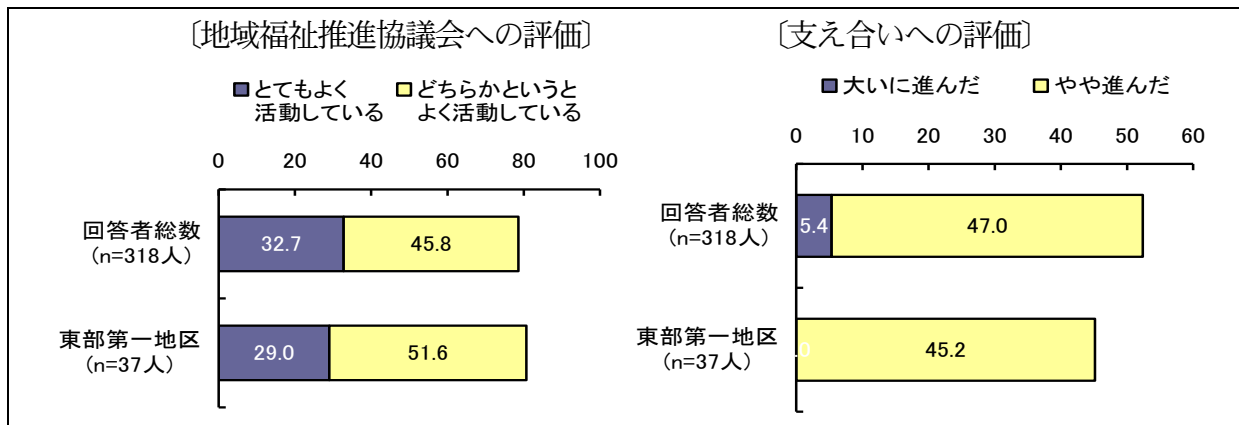 〔地域福祉推進協議会への評価〕
とてもよく
活動している
どちらかというと
よく活動している
0 20 40 60 80 100
回答者総数
(n=318人)
32.7 45.8
東部第一地区
(n=37人)
29.0 51.6
〔支え合いへの評価〕
大いに進んだ やや進んだ
0 10 20 30 40 50 60
回答者総数
(n=318人)
5.4 47.0
東部第一地区
(n=37人)
45.2